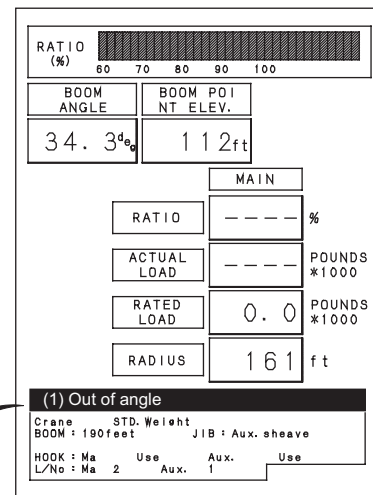 RATIO
(%)
60 70 80 90 100
BOOM
ANGLE
BOOM POI
NT ELEV.
34.3deg
112ft
MAIN
RATIO
---- %
ACTUAL
LOAD
---- POUNDS
*1000
RATED
LOAD
0.0 POUNDS
*1000
RADIUS
161 ft
(1) Out of angle
Crane STD. Weight
BOOM : 190feet JIB : Aux. sheave
HOOK : Ma Use Aux. Use
L/No : Ma 2 Aux. 1